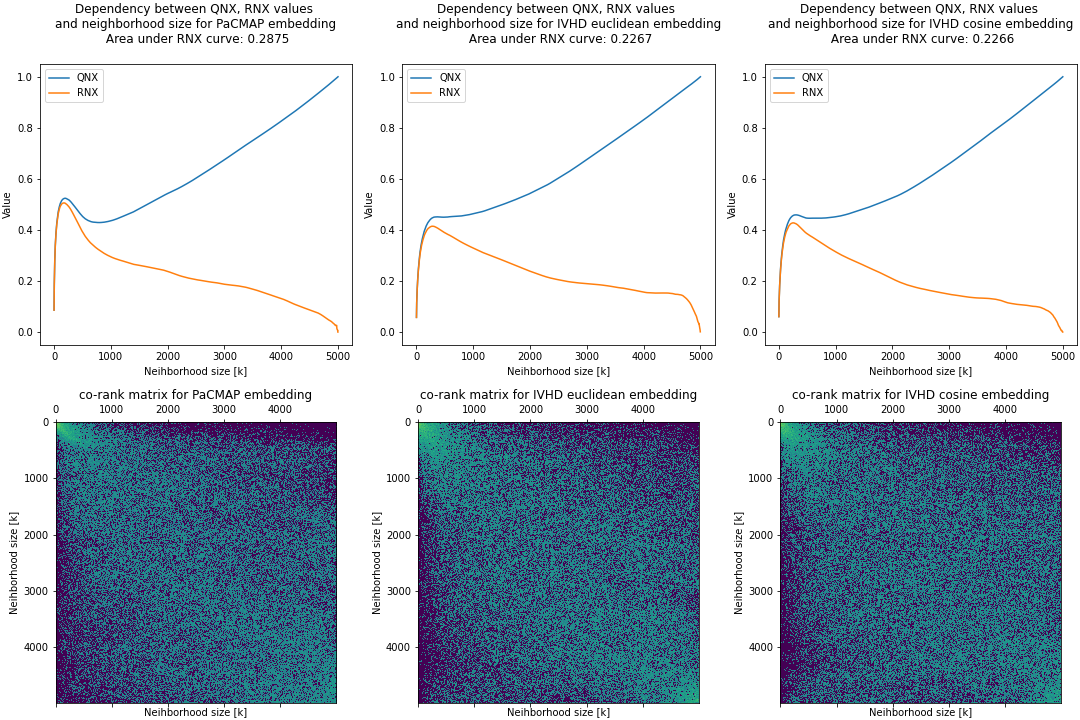 Dependency between QNX, RNX values
and neighborhood size for PaCMAP embedding
Area under RNX curve: 0.2875
1.0
0.8
0.6
0.4
0.2
0.0
Value
QNX
RNX
0 1000 2000 3000 4000 5000
Neihborhood size [k]
Dependency between QNX, RNX values
and neighborhood size for IVHD euclidean embedding
Area under RNX curve: 0.2267
1.0
0.8
0.6
0.4
0.2
0.0
Value
QNX
RNX
0 1000 2000 3000 4000 5000
Neihborhood size [k]
Dependency between QNX, RNX values
and neighborhood size for IVHD cosine embedding
Area under RNX curve: 0.2266
1.0
0.8
0.6
0.4
0.2
0.0
Value
QNX
RNX
0 1000 2000 3000 4000 5000
Neihborhood size [k]
co-rank matrix for PaCMAP embedding
0 1000 2000 3000 4000
0
1000
2000
3000
4000
Neihborhood size [k]
Neihborhood size [k]
co-rank matrix for IVHD euclidean embedding
0 1000 2000 3000 4000
0
1000
2000
3000
4000
Neihborhood size [k]
Neihborhood size [k]
co-rank matrix for IVHD cosine embedding
0 1000 2000 3000 4000
0
1000
2000
3000
4000
Neihborhood size [k]
Neihborhood size [k]